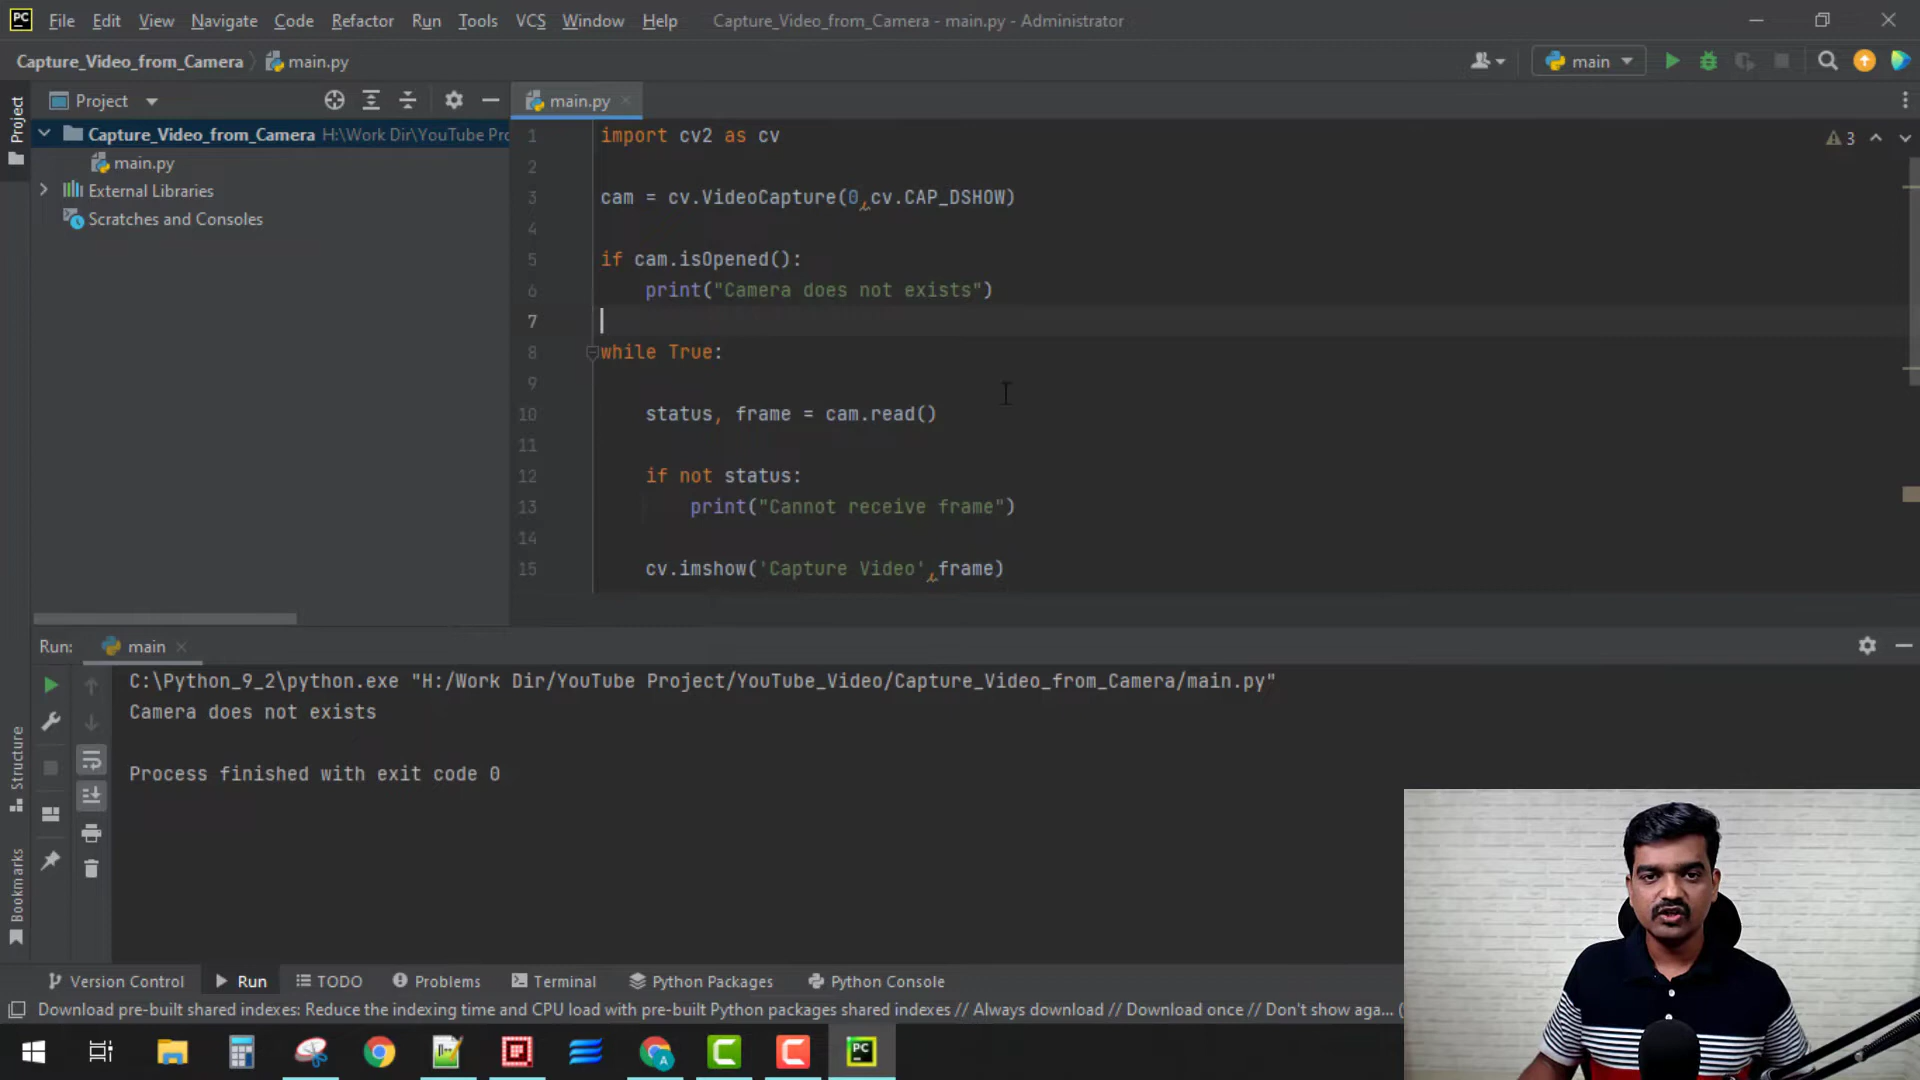 PC File Edit View Navigate Code Refactor Run Tools VCS Window Help Capture_Video_from_Camera - main.py - Administrator
Capture_Video_from_Camera main.py main
Project main.py
Project
Capture_Video_from_Camera H:\Work Dir\YouTube Pro
main.py
External Libraries
Scratches and Consoles
3
1 import cv2 as cv
2
3 cam = cv.VideoCapture(0,cv.CAP_DSHOW)
4
5 if cam.isOpened():
6 print("Camera does not exists")
7
8 while True:
9
10 status, frame = cam.read()
11
12 if not status:
13 print("Cannot receive frame")
14
15 cv.imshow('Capture Video',frame)
Run: main
C:\Python_9_2\python.exe "H:/Work Dir/YouTube Project/YouTube_Video/Capture_Video_from_Camera/main.py"
Camera does not exists
Process finished with exit code 0
Structure
Bookmarks
Version Control Run TODO Problems Terminal Python Packages Python Console
Download pre-built shared indexes: Reduce the indexing time and CPU load with pre-built Python packages shared indexes // Always download // Download once // Don't show aga... (